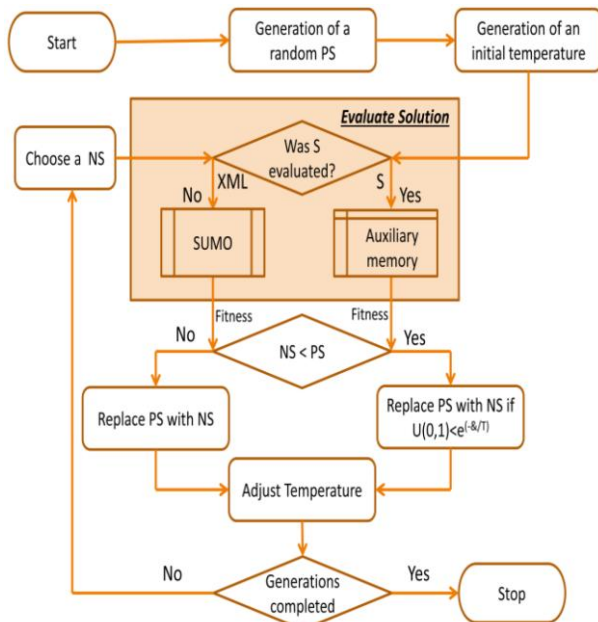 Start
Generation of a
random PS
Generation of an
initial temperature
Evaluate Solution
Choose a NS
Was S
evaluated?
XML
No
S
Yes
SUMO
Auxiliary
memory
Fitness
Fitness
No
NS < PS
Yes
Replace PS with NS
Replace PS with NS if
U(0,1)<e(-&/T)
Adjust Temperature
No
Generations
completed
Yes
Stop